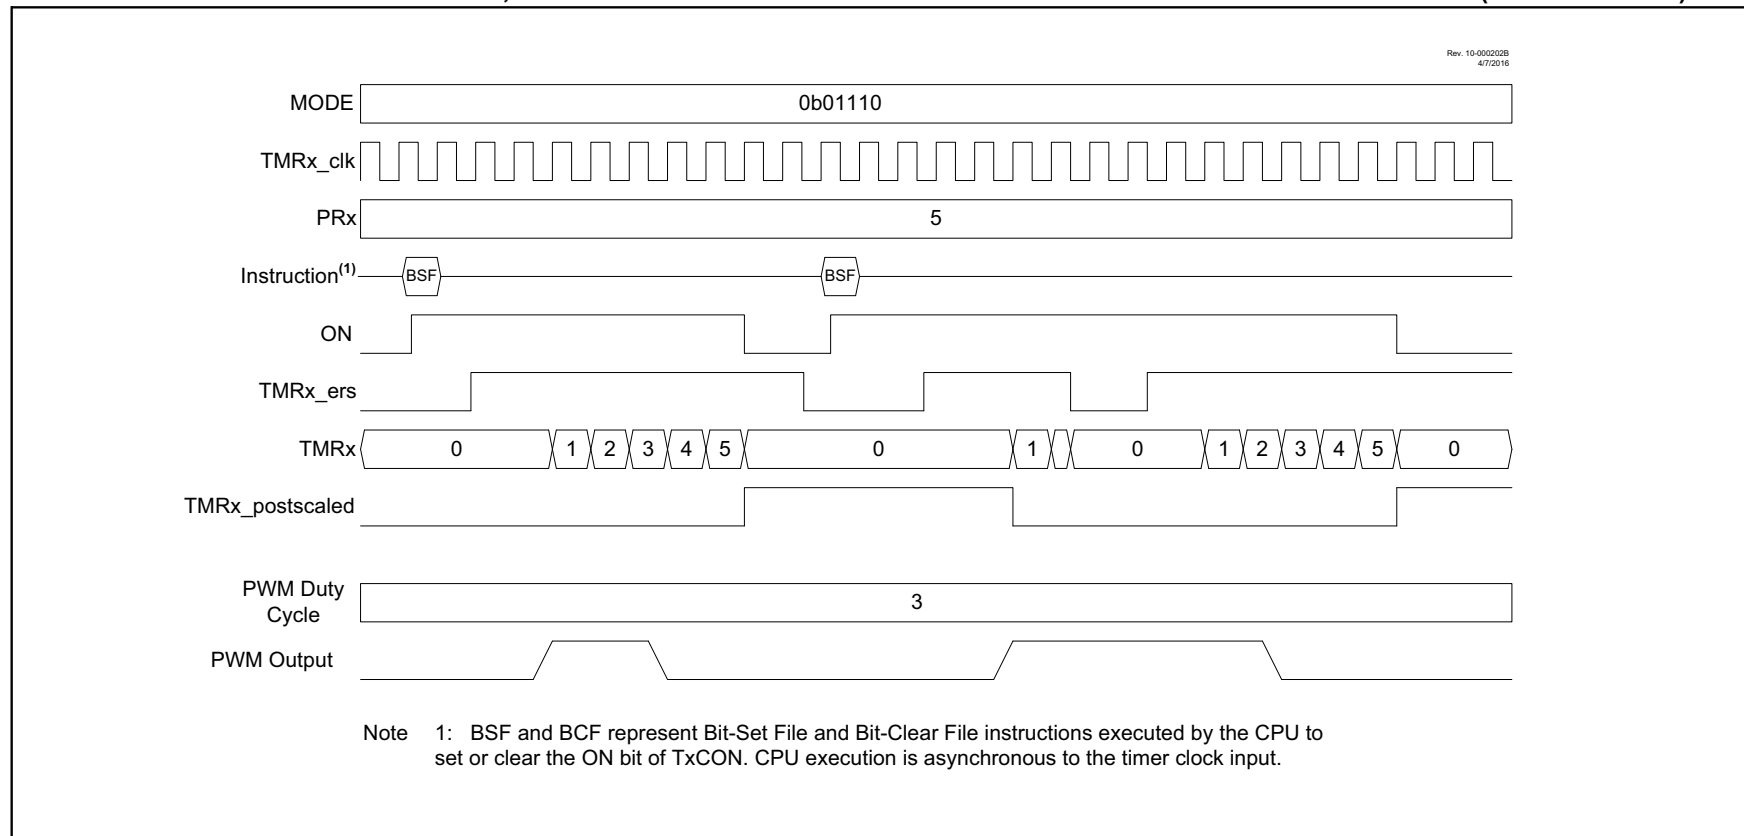 Rev. 10-000202B
4/7/2016
MODE 0b01110
TMRx_clk
PRx 5
Instruction(1) BSF BSF
ON
TMRx_ers
TMRx 0 1 2 3 4 5 0 1 0 1 2 3 4 5 0
TMRx_postscaled
PWM Duty
Cycle
3
PWM Output
Note 1: BSF and BCF represent Bit-Set File and Bit-Clear File instructions executed by the CPU to
set or clear the ON bit of TxCON. CPU execution is asynchronous to the timer clock input.